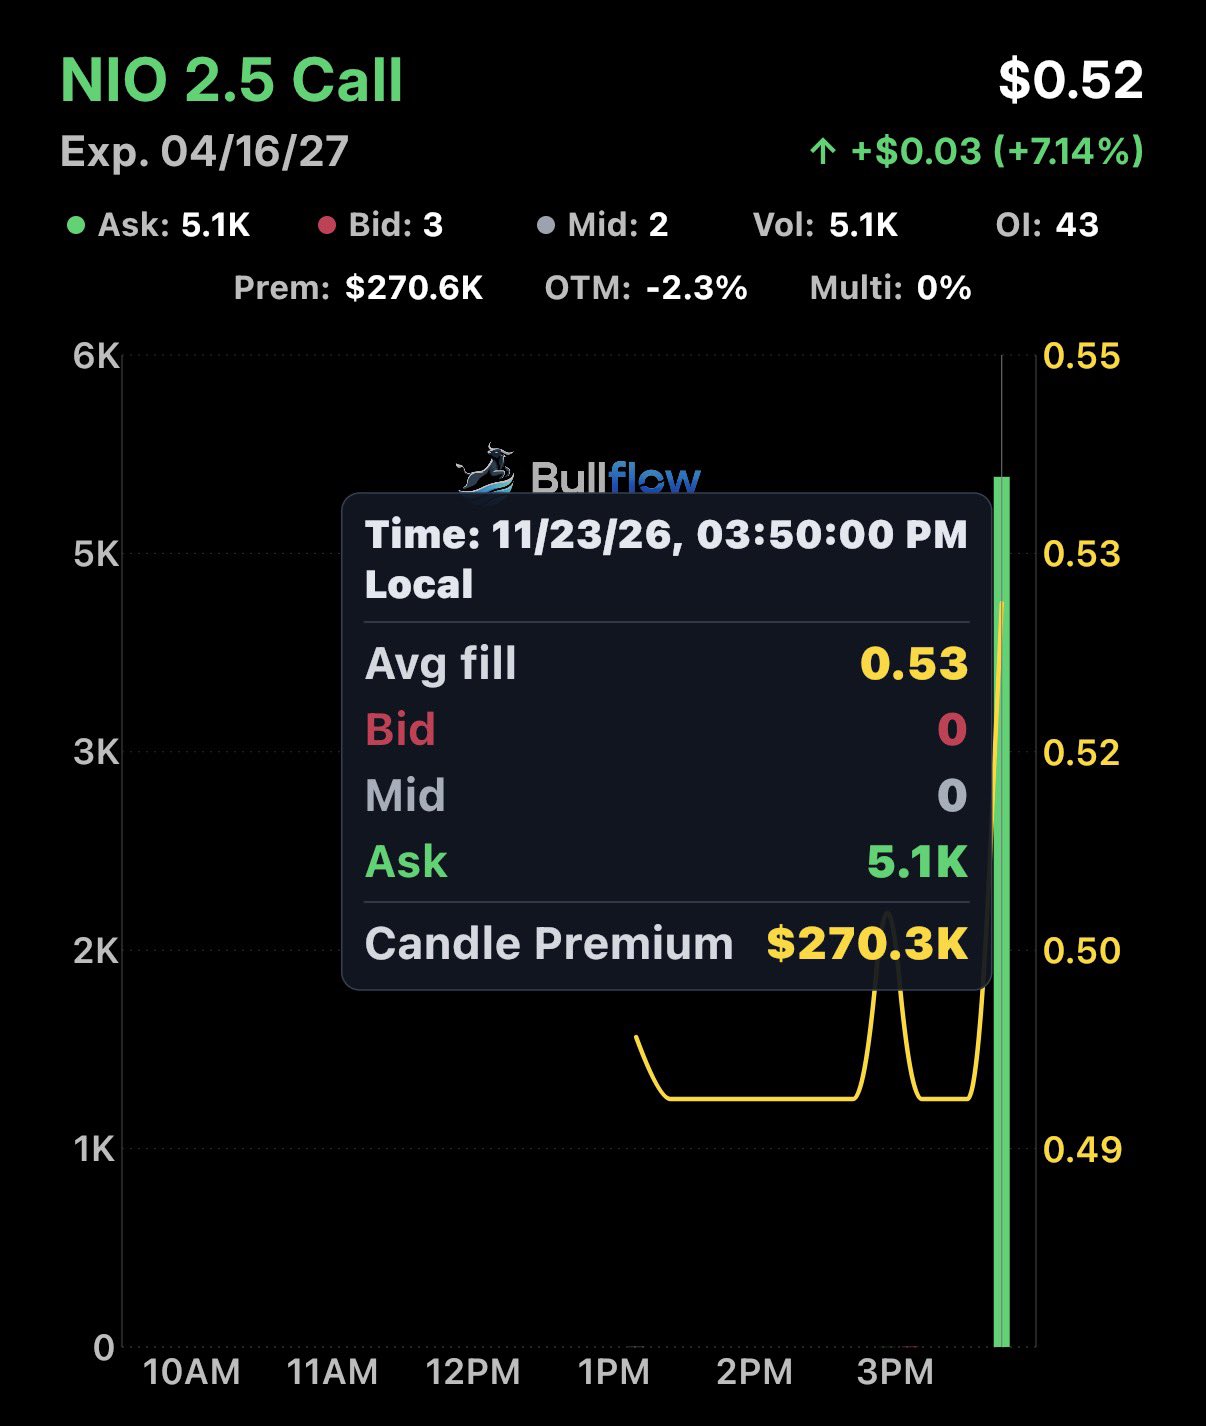 NIO 2.5 Call
$0.52
Exp. 04/16/27
↑ +$0.03 (+7.14%)
Ask: 5.1K Bid: 3 Mid: 2 Vol: 5.1K OI: 43
Prem: $270.6K OTM: -2.3% Multi: 0%
6K 0.55
Bullflow
Time: 11/23/26, 03:50:00 PM
Local
5K 0.53
Avg fill 0.53
Bid 0
3K 0.52
Mid 0
Ask 5.1K
Candle Premium $270.3K
2K 0.50
1K 0.49
0
10AM 11AM 12PM 1PM 2PM 3PM